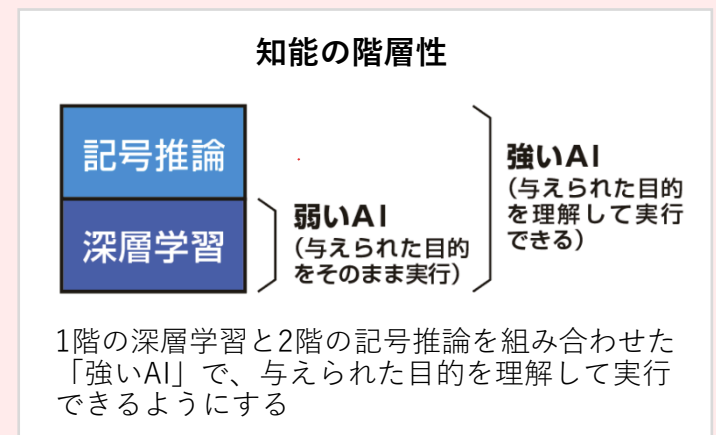 知能の階層性
記号推論
深層学習
弱いAI
(与えられた目的
をそのまま実行)
強いAI
(与えられた目的
を理解して実行
できる)
1階の深層学習と2階の記号推論を組み合わせた
「強いAI」で、与えられた目的を理解して実行
できるようにする